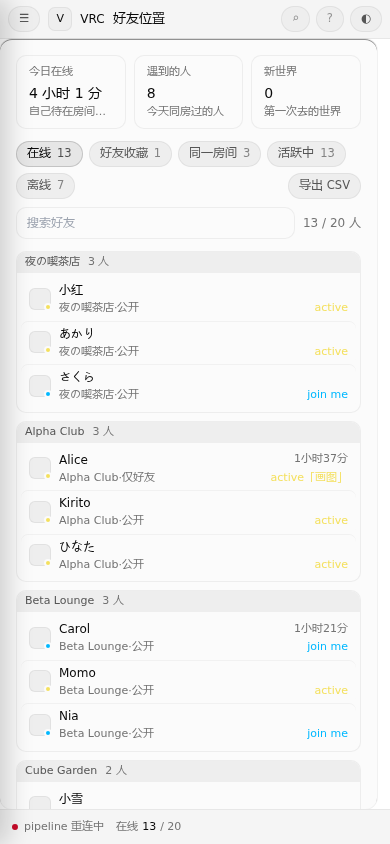 ☰ V VRC 好友位置 ⌕ ? ◐
今日在线
4 小时 1 分
自己待在房间…
遇到的人
8
今天同房过的人
新世界
0
第一次去的世界
在线 13 好友收藏 1 同一房间 3 活跃中 13
离线 7 导出 CSV
搜索好友 13 / 20 人
夜の喫茶店 3 人
小红
夜の喫茶店·公开 active
あかり
夜の喫茶店·公开 active
さくら
夜の喫茶店·公开 join me
Alpha Club 3 人
Alice 1小时37分
Alpha Club·仅好友 active「画图」
Kirito
Alpha Club·公开 active
ひなた
Alpha Club·公开 active
Beta Lounge 3 人
Carol 1小时21分
Beta Lounge·公开 join me
Momo
Beta Lounge·公开 active
Nia
Beta Lounge·公开 join me
Cube Garden 2 人
小雪
pipeline 重连中 在线 13 / 20